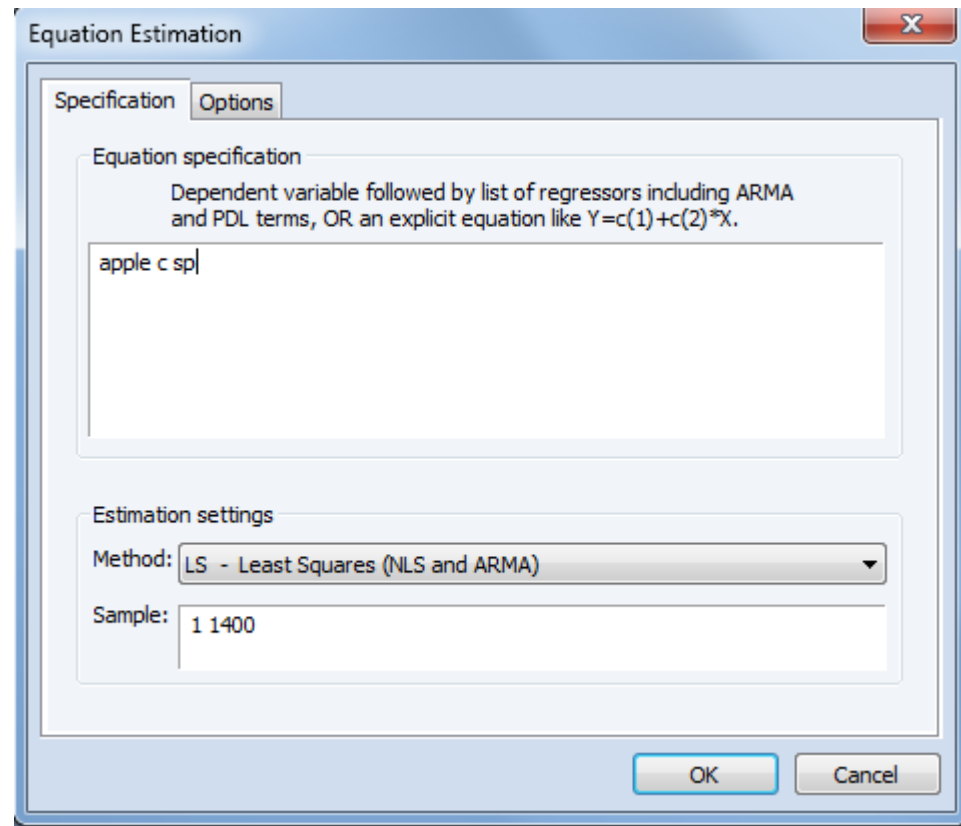 Equation Estimation
Specification
Options
Equation specification
Dependent variable followed by list of regressors including ARMA
and PDL terms, OR an explicit equation like Y=c(1)+c(2)*X.
apple c sp
Estimation settings
Method: LS - Least Squares (NLS and ARMA)
Sample: 1 1400
OK Cancel